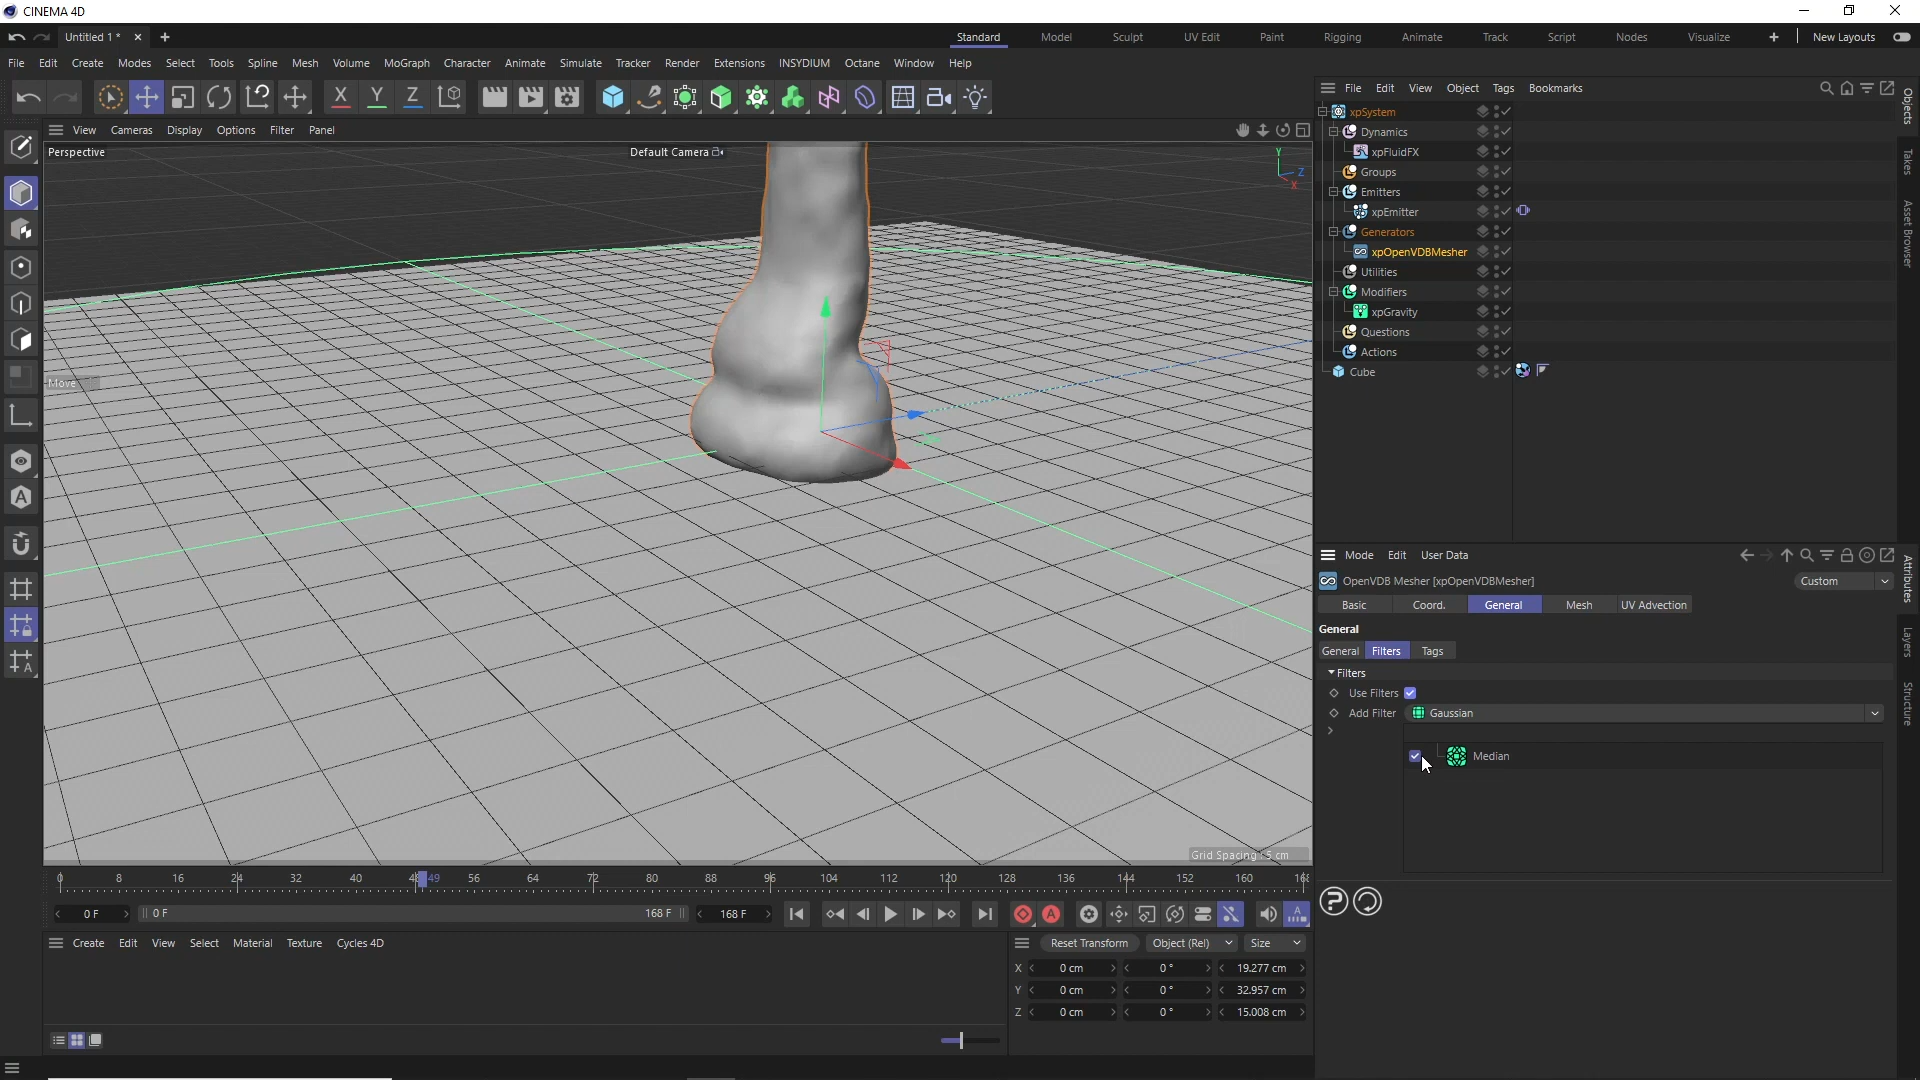 CINEMA 4D
Untitled 1 *
Standard Model Sculpt UV Edit Paint Rigging Animate Track Script Nodes Visualize New Layouts
File Edit Create Modes Select Tools Spline Mesh Volume MoGraph Character Animate Simulate Tracker Render Extensions INSYDIUM Octane Window Help
X Y Z
File Edit View Object Tags Bookmarks
View Cameras Display Options Filter Panel
Perspective
Default Camera
Y
Z
X
Move
Grid Spacing : 5 cm
xpSystem
Dynamics
xpFluidFX
Groups
Emitters
xpEmitter
Generators
xpOpenVDBMesher
Utilities
Modifiers
xpGravity
Questions
Actions
Cube
Objects
Takes
Asset Browser
Mode Edit User Data
OpenVDB Mesher [xpOpenVDBMesher]
Custom
Basic Coord. General Mesh UV Advection
General
General Filters Tags
Filters
Use Filters
Add Filter Gaussian
Median
Attributes
Layers
Structure
0 8 16 24 32 40 49 56 64 72 80 88 96 104 112 120 128 136 144 152 160
0 F 0 F 168 F 168 F
Create Edit View Select Material Texture Cycles 4D
Reset Transform Object (Rel) Size
X 0 cm 0 ° 19.277 cm
Y 0 cm 0 ° 32.957 cm
Z 0 cm 0 ° 15.008 cm